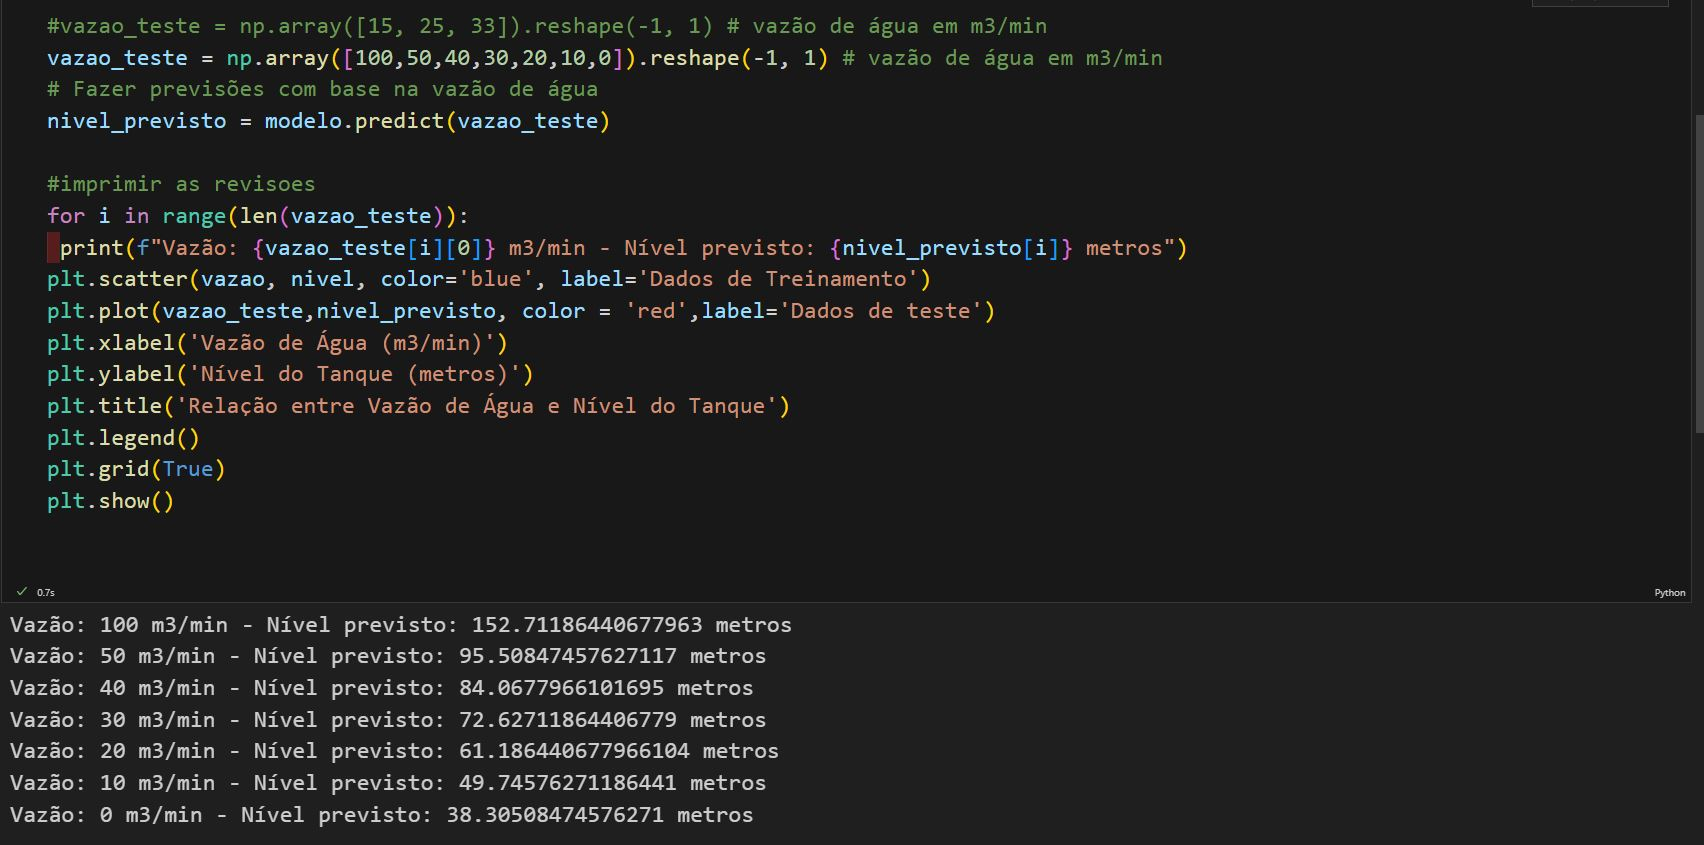 #vazao_teste = np.array([15, 25, 33]).reshape(-1, 1) # vazão de água em m3/min
vazao_teste = np.array([100,50,40,30,20,10,0]).reshape(-1, 1) # vazão de água em m3/min
# Fazer previsões com base na vazão de água
nivel_previsto = modelo.predict(vazao_teste)
#imprimir as revisoes
for i in range(len(vazao_teste)):
print(f"Vazão: {vazao_teste[i][0]} m3/min - Nível previsto: {nivel_previsto[i]} metros")
plt.scatter(vazao, nivel, color='blue', label='Dados de Treinamento')
plt.plot(vazao_teste,nivel_previsto, color = 'red',label='Dados de teste')
plt.xlabel('Vazão de Água (m3/min)')
plt.ylabel('Nível do Tanque (metros)')
plt.title('Relação entre Vazão de Água e Nível do Tanque')
plt.legend()
plt.grid(True)
plt.show()
0.7s
Python
Vazão: 100 m3/min - Nível previsto: 152.71186440677963 metros
Vazão: 50 m3/min - Nível previsto: 95.50847457627117 metros
Vazão: 40 m3/min - Nível previsto: 84.0677966101695 metros
Vazão: 30 m3/min - Nível previsto: 72.62711864406779 metros
Vazão: 20 m3/min - Nível previsto: 61.186440677966104 metros
Vazão: 10 m3/min - Nível previsto: 49.74576271186441 metros
Vazão: 0 m3/min - Nível previsto: 38.30508474576271 metros